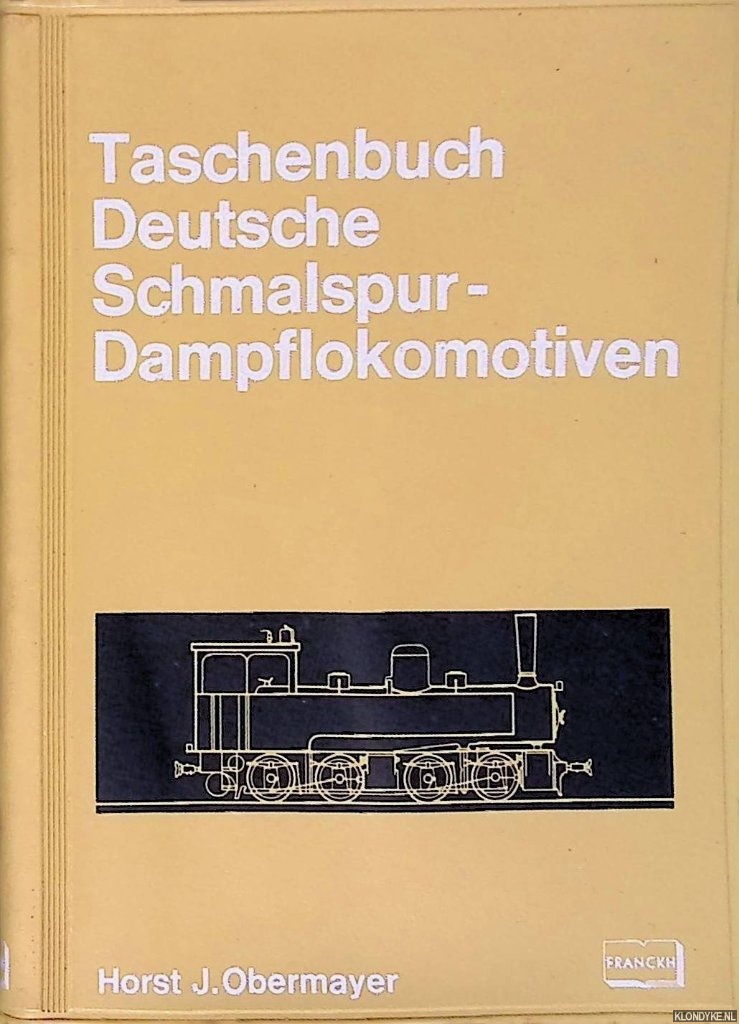 Taschenbuch
Deutsche
Schmalspur-
Dampflokomotiven
Horst J. Obermayer
FRANCKH
KLONDYKE.NL